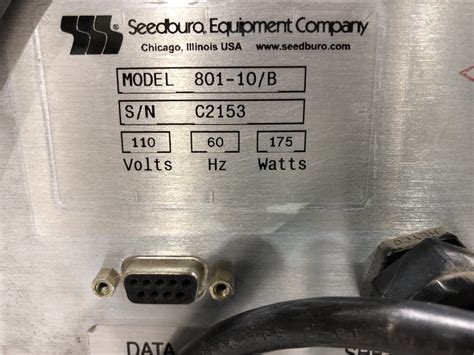 Seedburo® Equipment Company
Chicago, Illinois USA www.seedburo.com
MODEL 801-10/B
S/N C2153
110 60 175
Volts Hz Watts
DATA